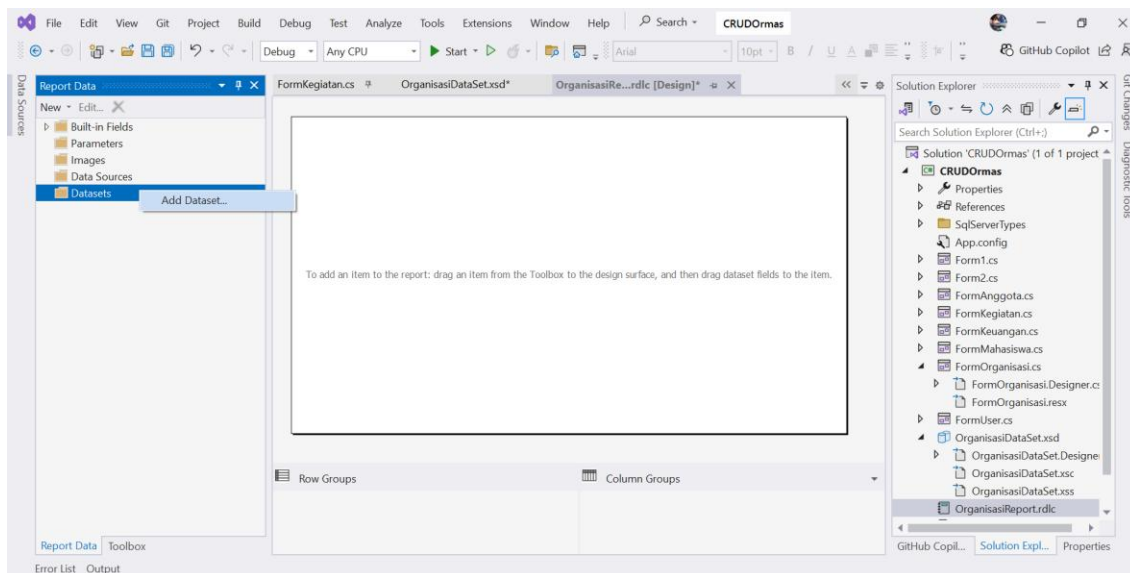 File Edit View Git Project Build Debug Test Analyze Tools Extensions Window Help Search CRUDOrmas
Debug Any CPU Start Arial 10pt B I U A GitHub Copilot
Data Sources
Report Data
New Edit...
Built-in Fields
Parameters
Images
Data Sources
Datasets
Add Dataset...
Report Data Toolbox
Error List Output
FormKegiatan.cs OrganisasiDataSet.xsd* OrganisasiRe...rdlc [Design]*
To add an item to the report: drag an item from the Toolbox to the design surface, and then drag dataset fields to the item.
Row Groups Column Groups
Solution Explorer
Search Solution Explorer (Ctrl+;)
Solution 'CRUDOrmas' (1 of 1 project
CRUDOrmas
Properties
References
SqlServerTypes
App.config
Form1.cs
Form2.cs
FormAnggota.cs
FormKegiatan.cs
FormKeuangan.cs
FormMahasiswa.cs
FormOrganisasi.cs
FormOrganisasi.Designer.c
FormOrganisasi.resx
FormUser.cs
OrganisasiDataSet.xsd
OrganisasiDataSet.Designe
OrganisasiDataSet.xsc
OrganisasiDataSet.xss
OrganisasiReport.rdlc
GitHub Copil... Solution Expl... Properties
Git Changes
Diagnostic Tools